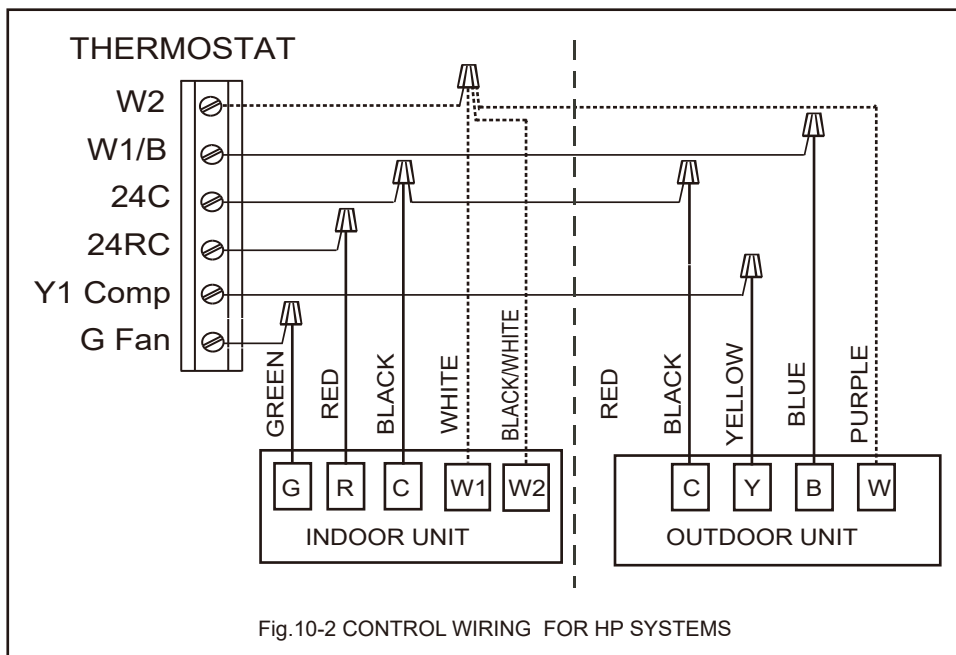 THERMOSTAT
W2
W1/B
24C
24RC
Y1 Comp
G Fan
GREEN
RED
BLACK
WHITE
BLACK/WHITE
RED
BLACK
YELLOW
BLUE
PURPLE
G R C W1 W2
INDOOR UNIT
C Y B W
OUTDOOR UNIT
Fig.10-2 CONTROL WIRING FOR HP SYSTEMS